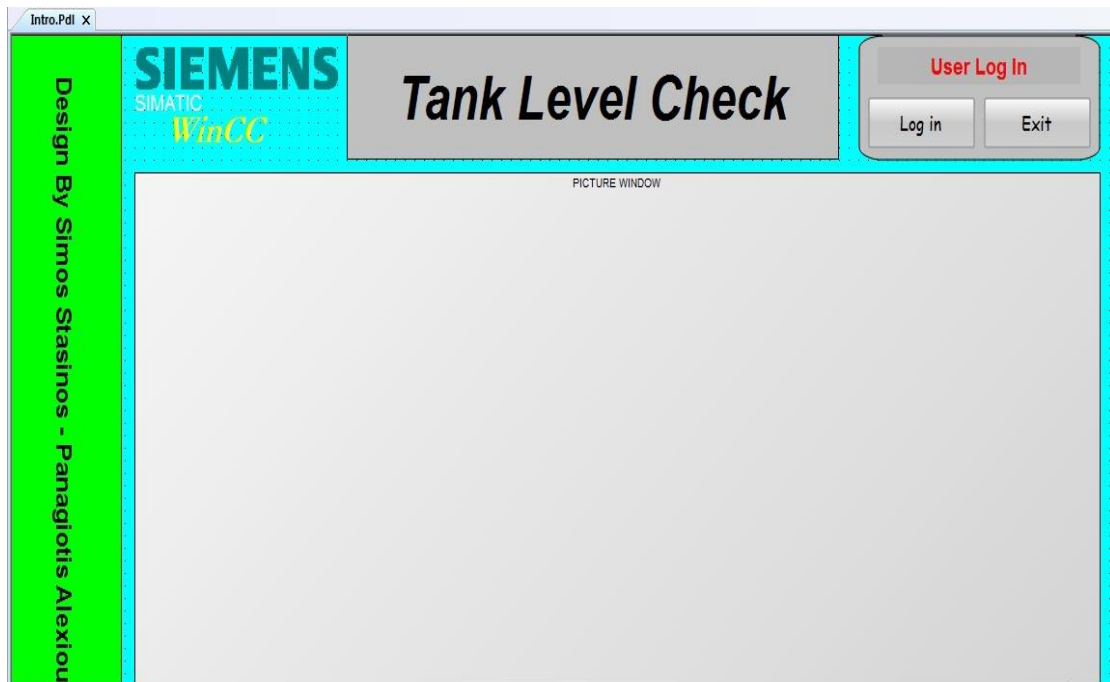 Intro.Pdl X
Design By Simos Stasinos - Panagiotis Alexiou
SIEMENS
SIMATIC
WinCC
Tank Level Check
User Log In
Log in
Exit
PICTURE WINDOW